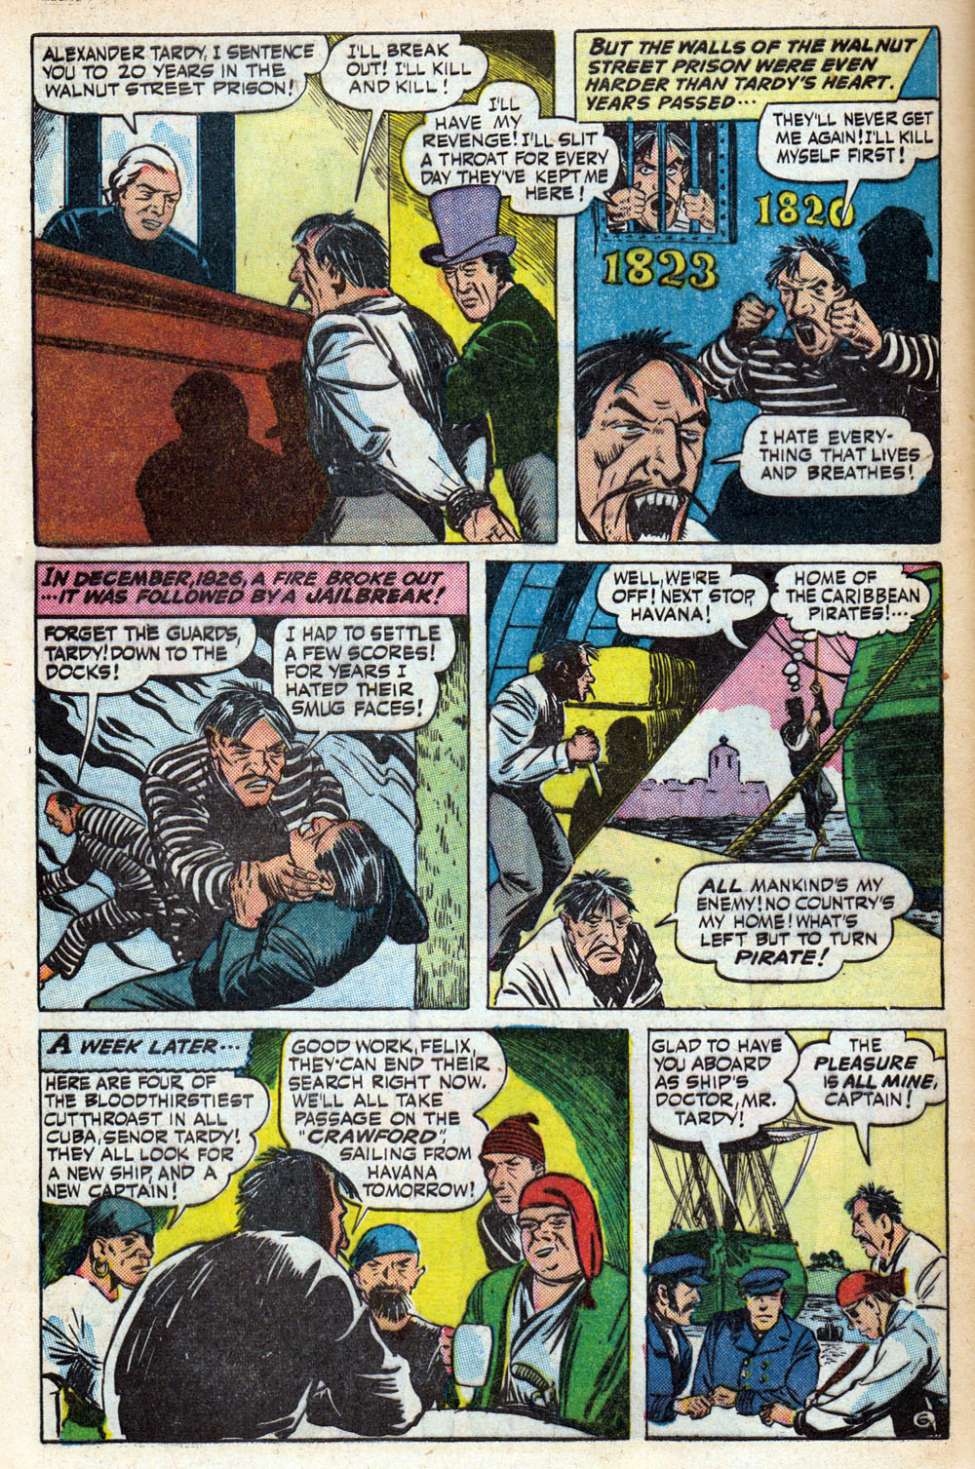 ALEXANDER TARDY, I SENTENCE
YOU TO 20 YEARS IN THE
WALNUT STREET PRISON!
I'LL BREAK
OUT! I'LL KILL
AND KILL!
BUT THE WALLS OF THE WALNUT
STREET PRISON WERE EVEN
HARDER THAN TARDY'S HEART.
YEARS PASSED...
I'LL
HAVE MY
REVENGE! I'LL SLIT
A THROAT FOR EVERY
DAY THEY'VE KEPT ME
HERE!
THEY'LL NEVER GET
ME AGAIN! I'LL KILL
MYSELF FIRST!
1820
1823
I HATE EVERY-
THING THAT LIVES
AND BREATHES!
IN DECEMBER, 1826, A FIRE BROKE OUT
...IT WAS FOLLOWED BY A JAILBREAK!
FORGET THE GUARDS,
TARDY! DOWN TO THE
DOCKS!
I HAD TO SETTLE
A FEW SCORES!
FOR YEARS I
HATED THEIR
SMUG FACES!
WELL, WE'RE
OFF! NEXT STOP,
HAVANA!
HOME OF
THE CARIBBEAN
PIRATES!...
ALL MANKIND'S MY
ENEMY! NO COUNTRY'S
MY HOME! WHAT'S
LEFT BUT TO TURN
PIRATE!
A WEEK LATER...
HERE ARE FOUR OF
THE BLOODTHIRSTIEST
CUTTHROAST IN ALL
CUBA, SENOR TARDY!
THEY ALL LOOK FOR
A NEW SHIP, AND A
NEW CAPTAIN!
GOOD WORK, FELIX,
THEY CAN END THEIR
SEARCH RIGHT NOW.
WE'LL ALL TAKE
PASSAGE ON THE
"CRAWFORD",
SAILING FROM
HAVANA
TOMORROW!
GLAD TO HAVE
YOU ABOARD
AS SHIP'S
DOCTOR, MR.
TARDY!
THE
PLEASURE
IS ALL MINE,
CAPTAIN!
6